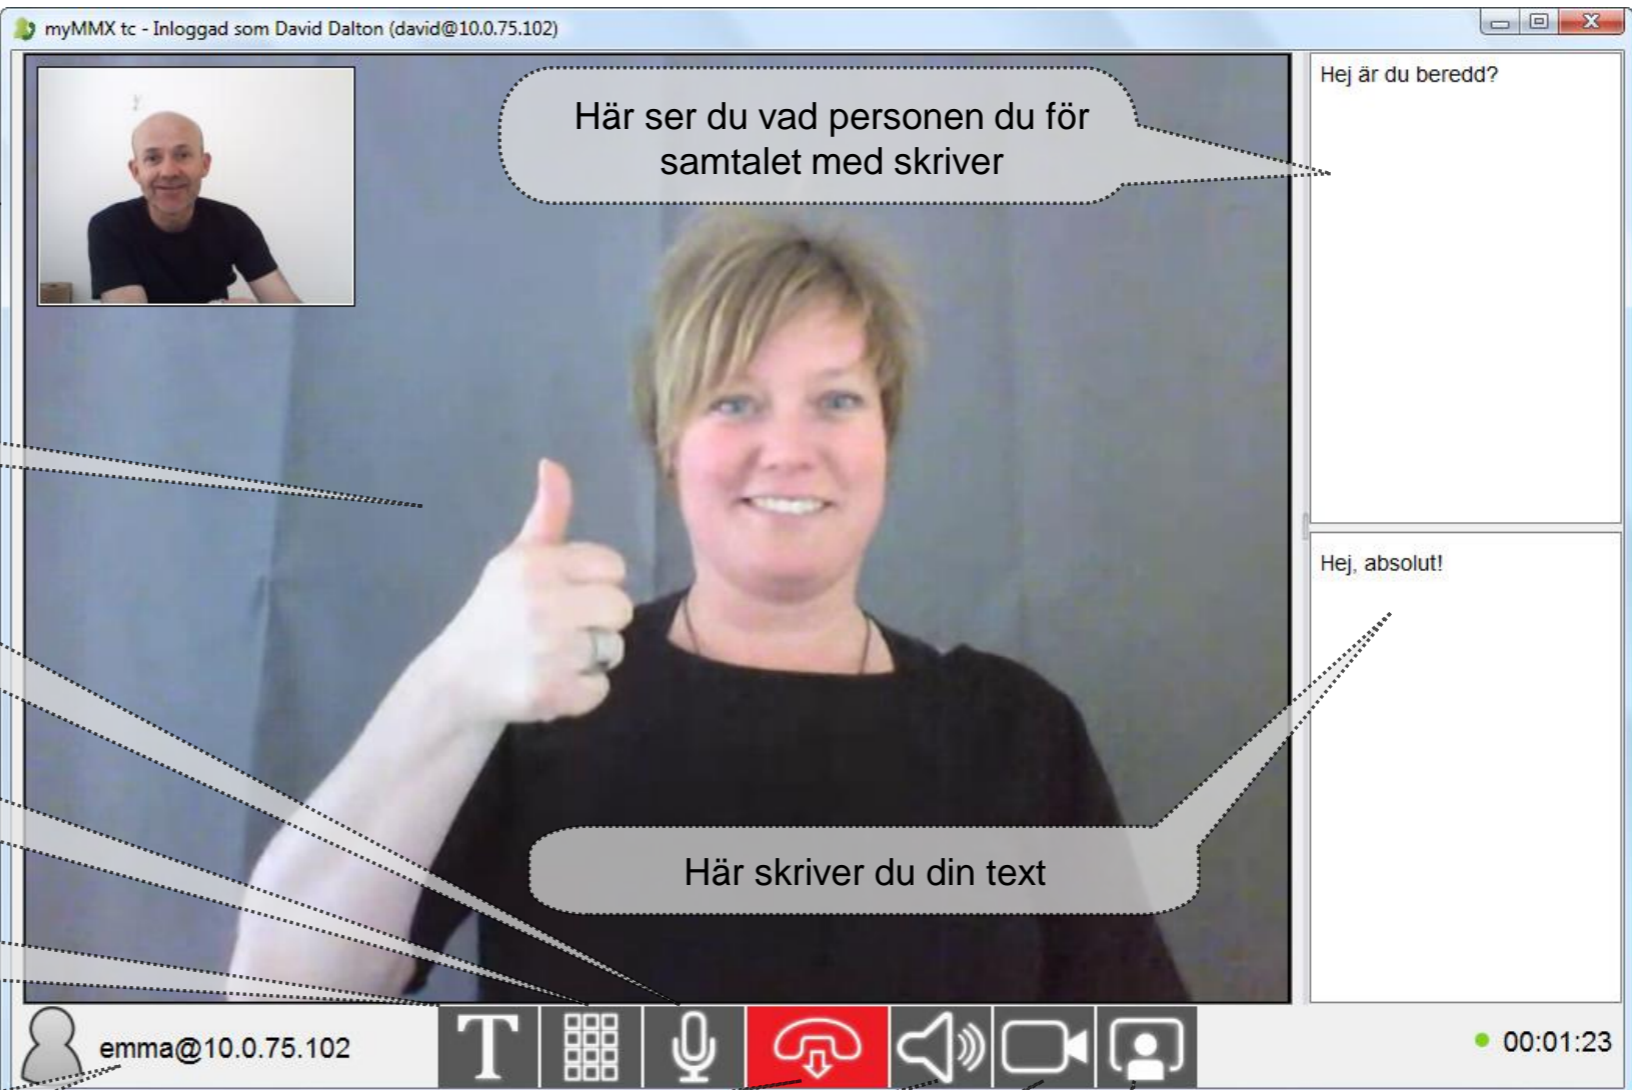 myMMX tc - Inloggad som David Dalton (david@10.0.75.102)
Här ser du vad personen du för
samtalet med skriver
Hej är du beredd?
Hej, absolut!
Här skriver du din text
emma@10.0.75.102
T
00:01:23